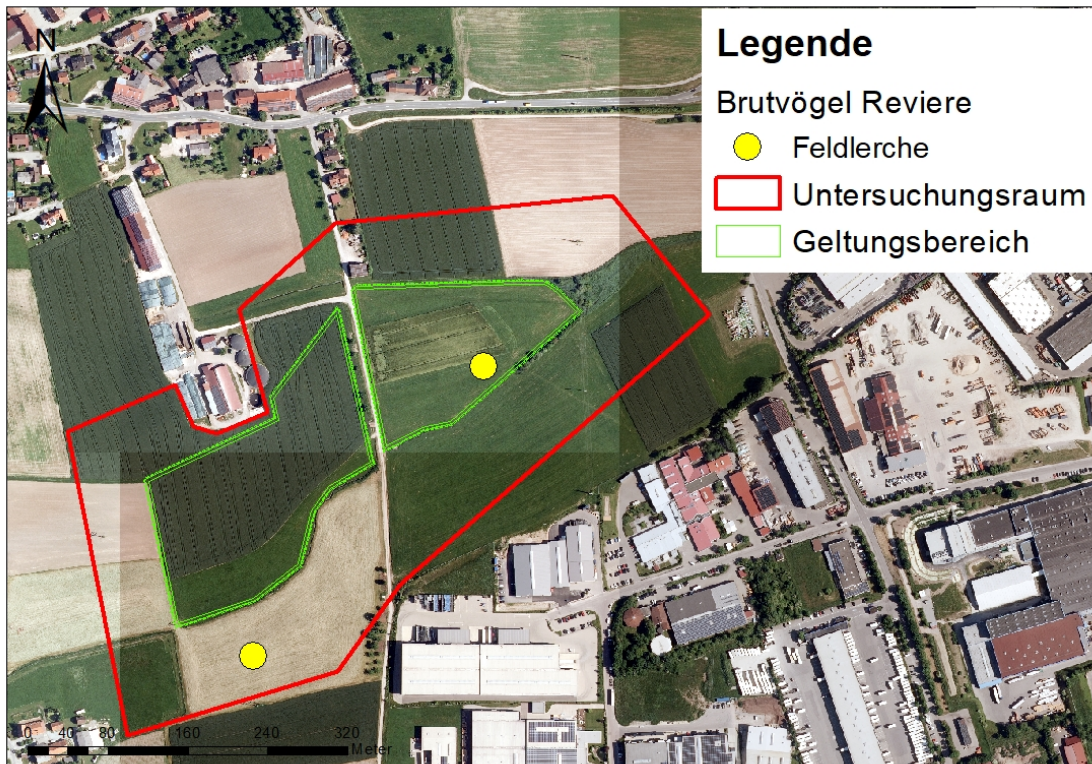 N
Legende
Brutvögel Reviere
Feldlerche
Untersuchungsraum
Geltungsbereich
0 40 80 160 240 320
Meter